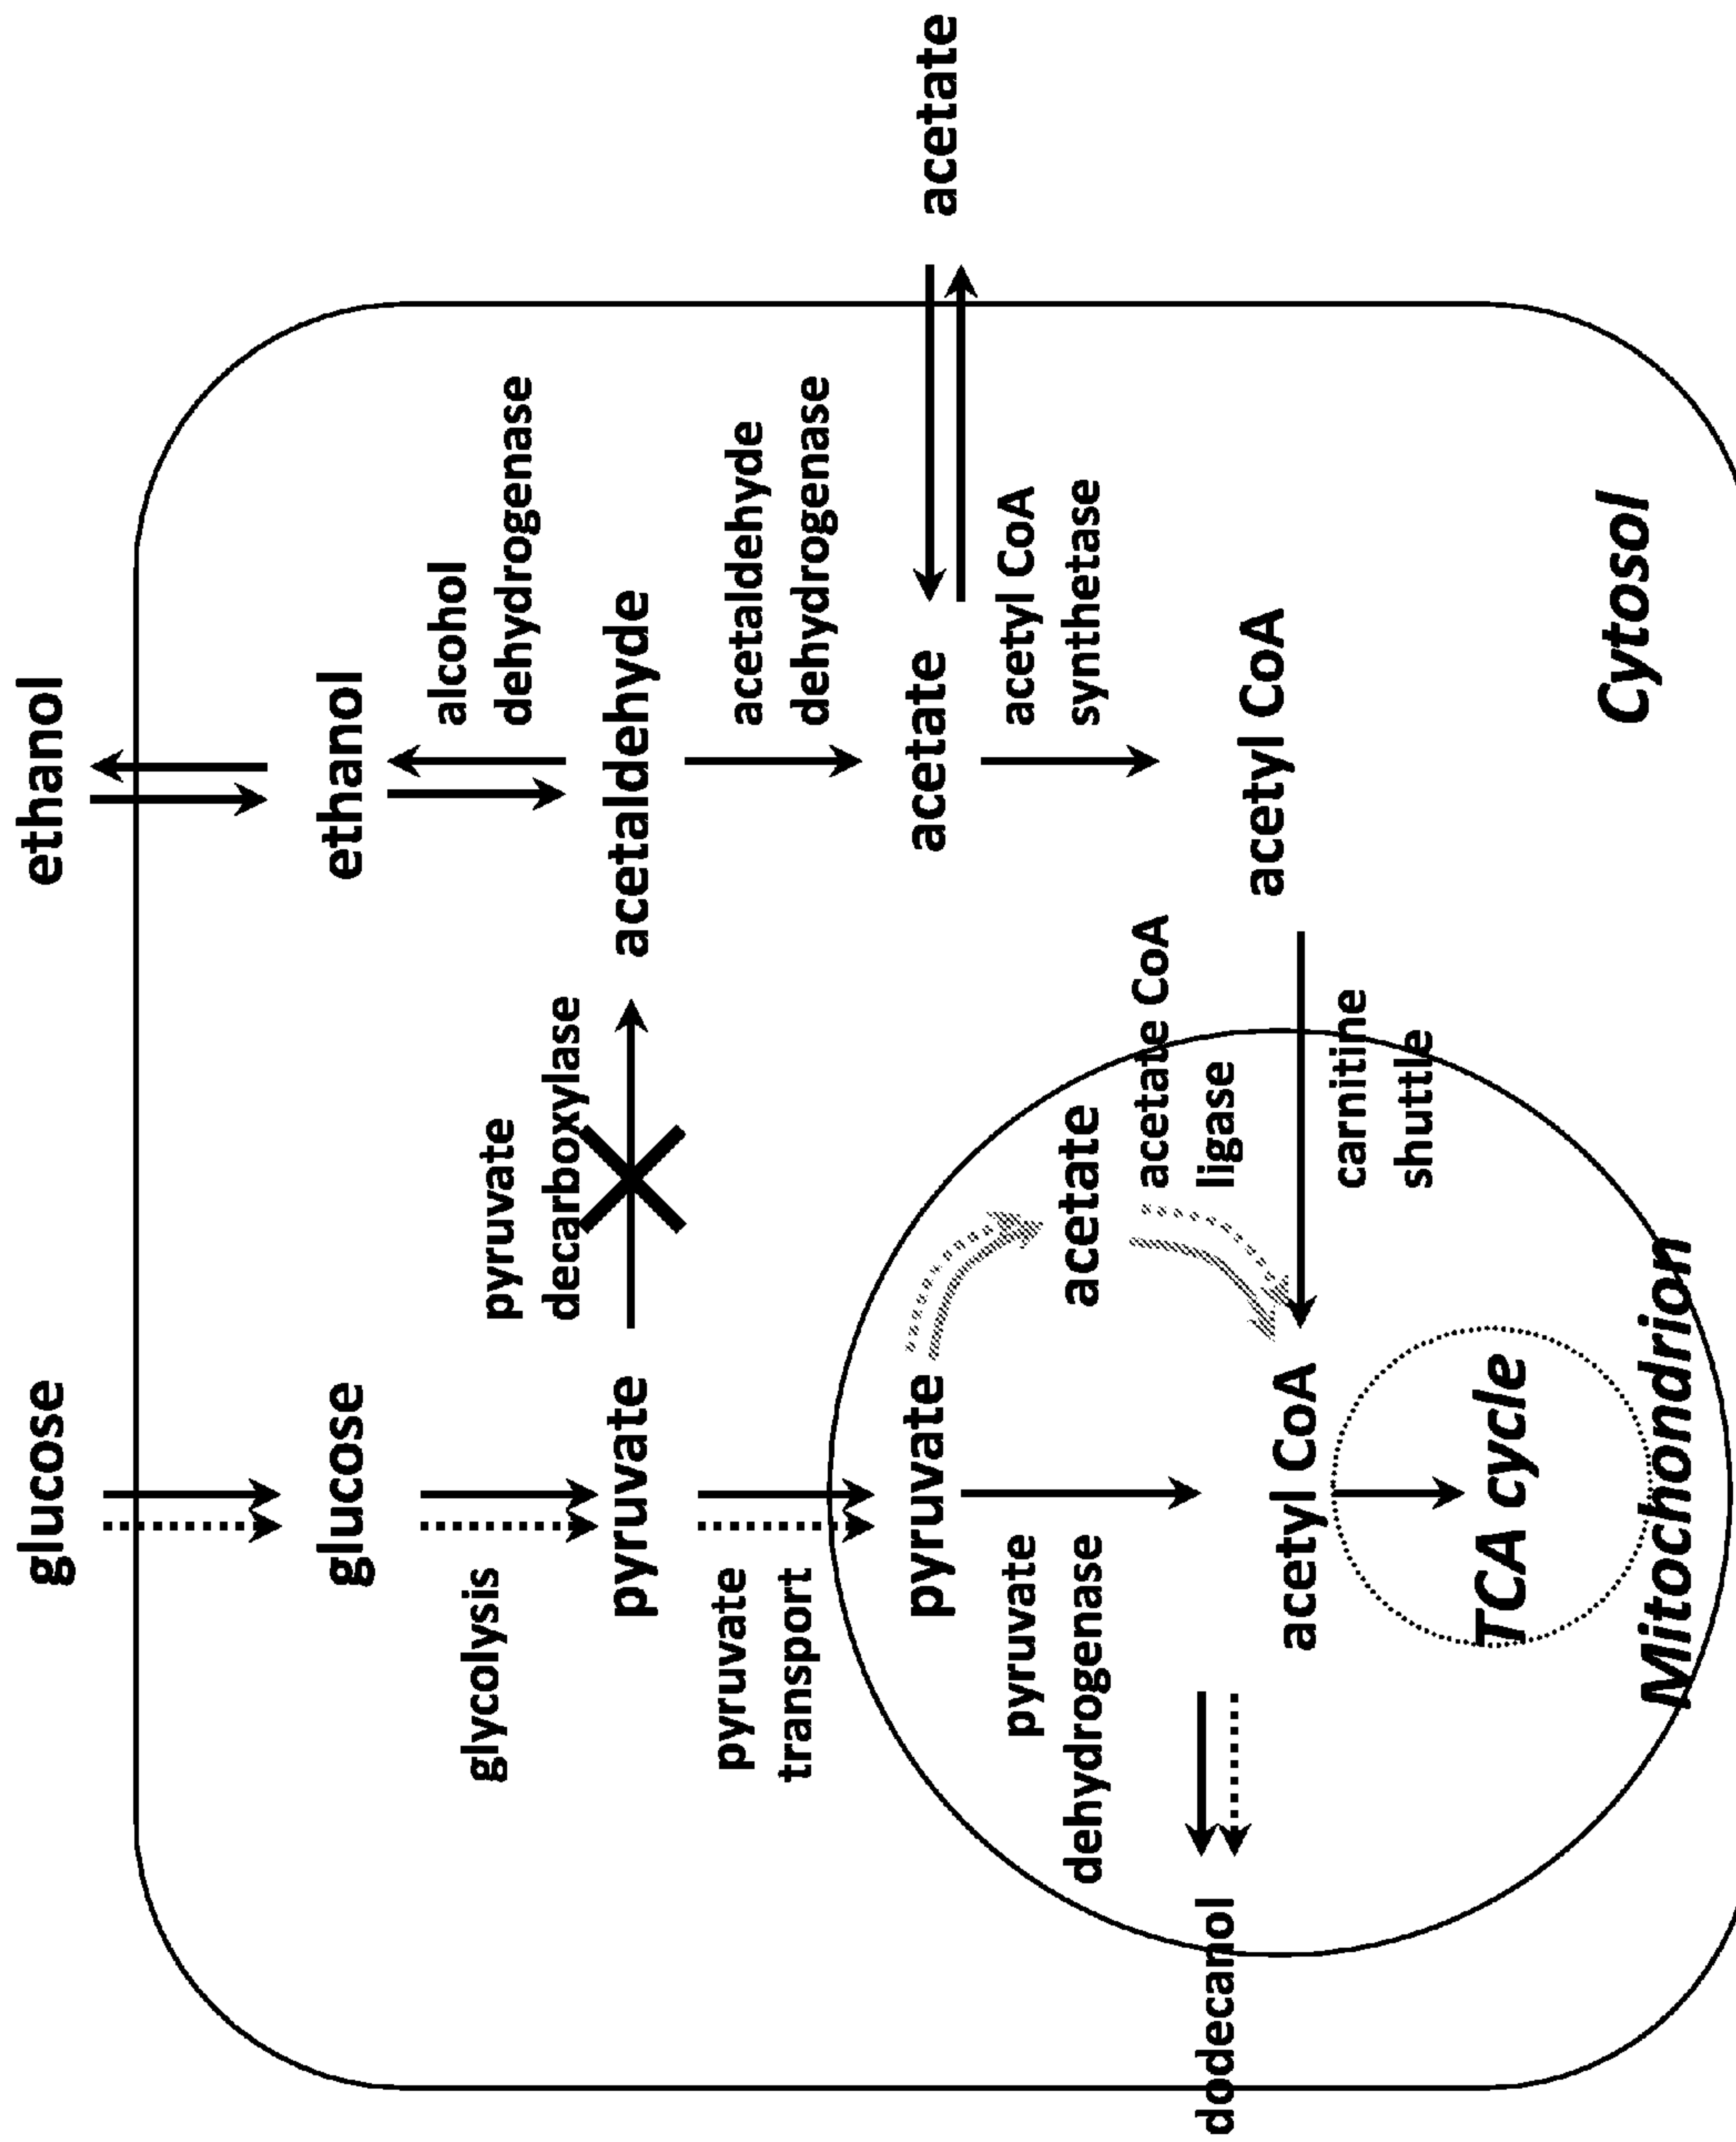 glucose
ethanol
glucose
ethanol
glycolysis
alcohol
dehydrogenase
pyruvate
decarboxylase
pyruvate
acetaldehyde
pyruvate
transport
acetaldehyde
dehydrogenase
pyruvate
acetate
acetate
pyruvate
dehydrogenase
acetate
acetyl CoA
synthetase
acetate CoA
ligase
dodecanol
acetyl CoA
acetyl CoA
carnitine
shuttle
TCA cycle
Mitochondrion
Cytosol